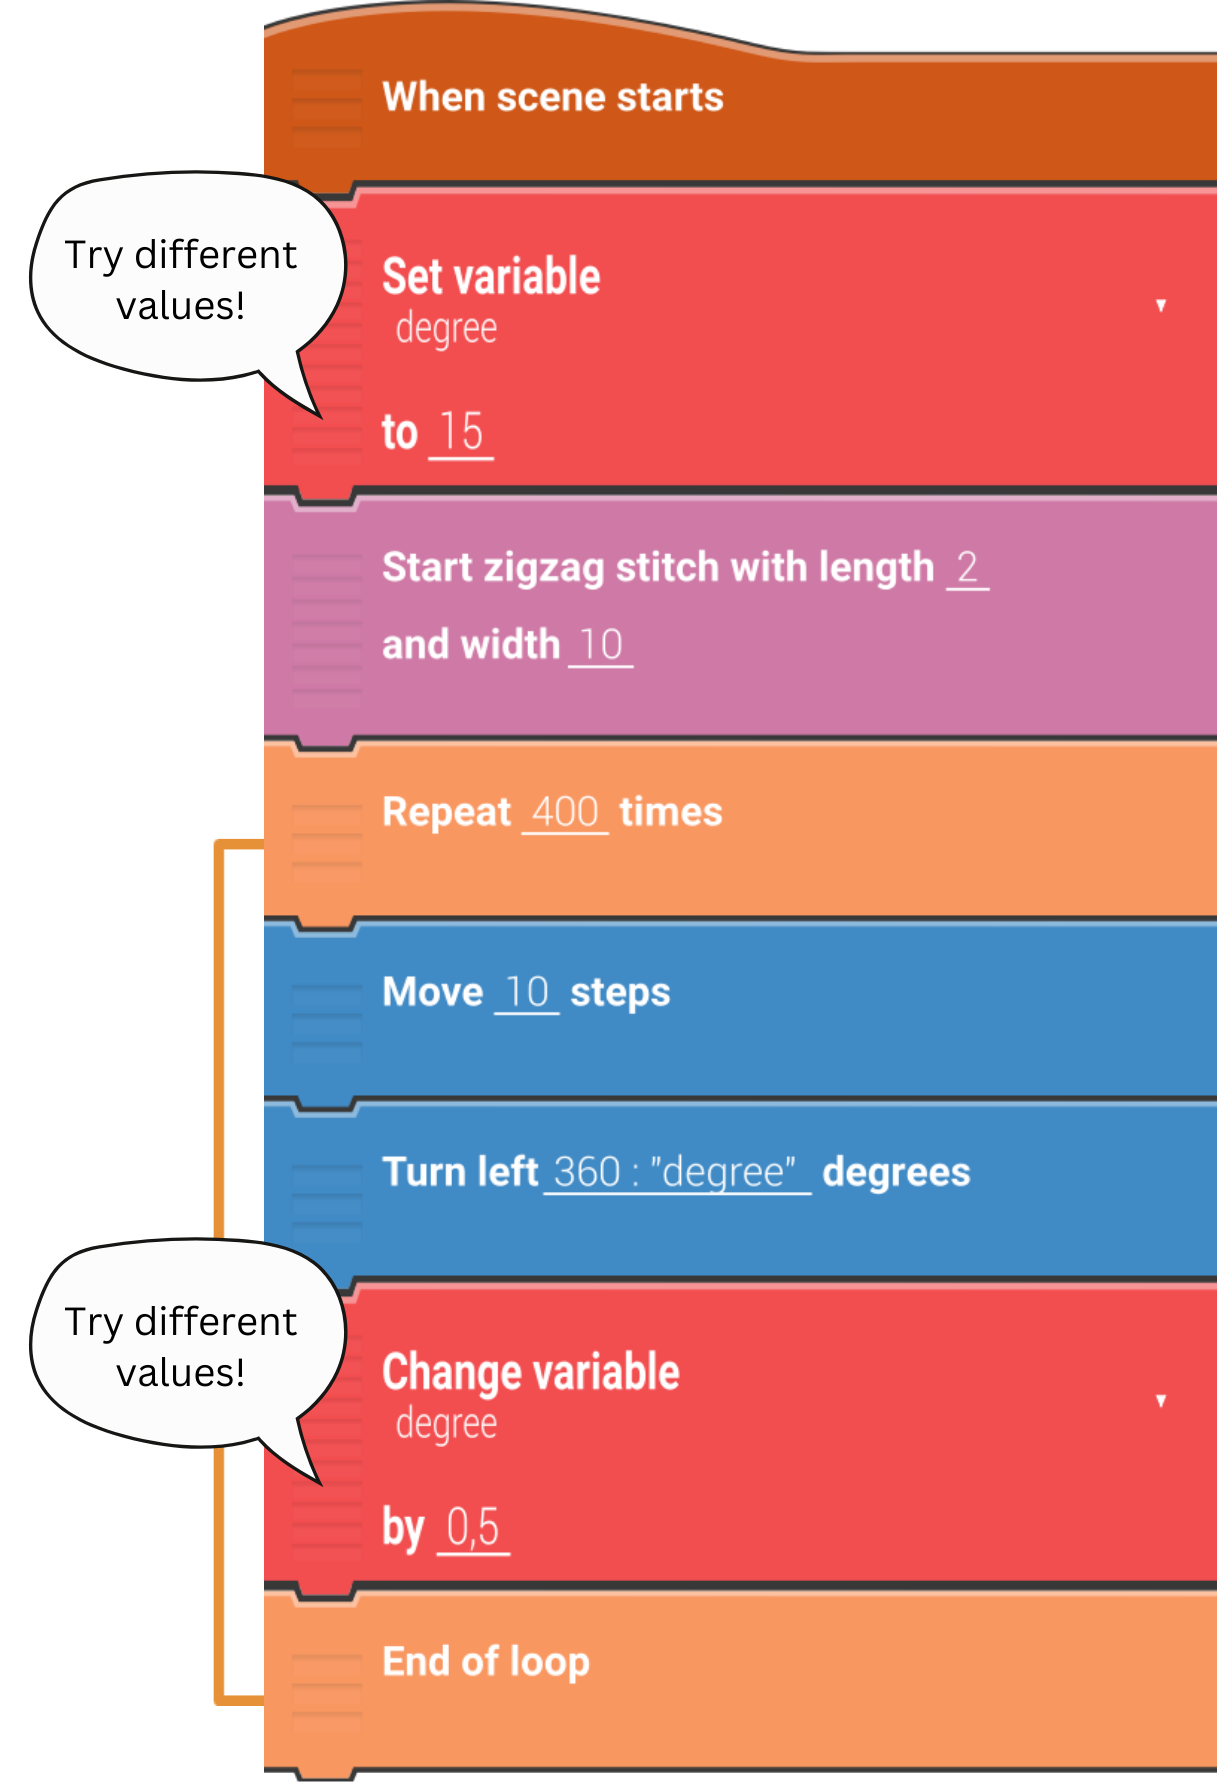 When scene starts
Try different
values!
Set variable
degree
to 15
Start zigzag stitch with length 2
and width 10
Repeat 400 times
Move 10 steps
Turn left 360 : "degree" degrees
Try different
values!
Change variable
degree
by 0,5
End of loop